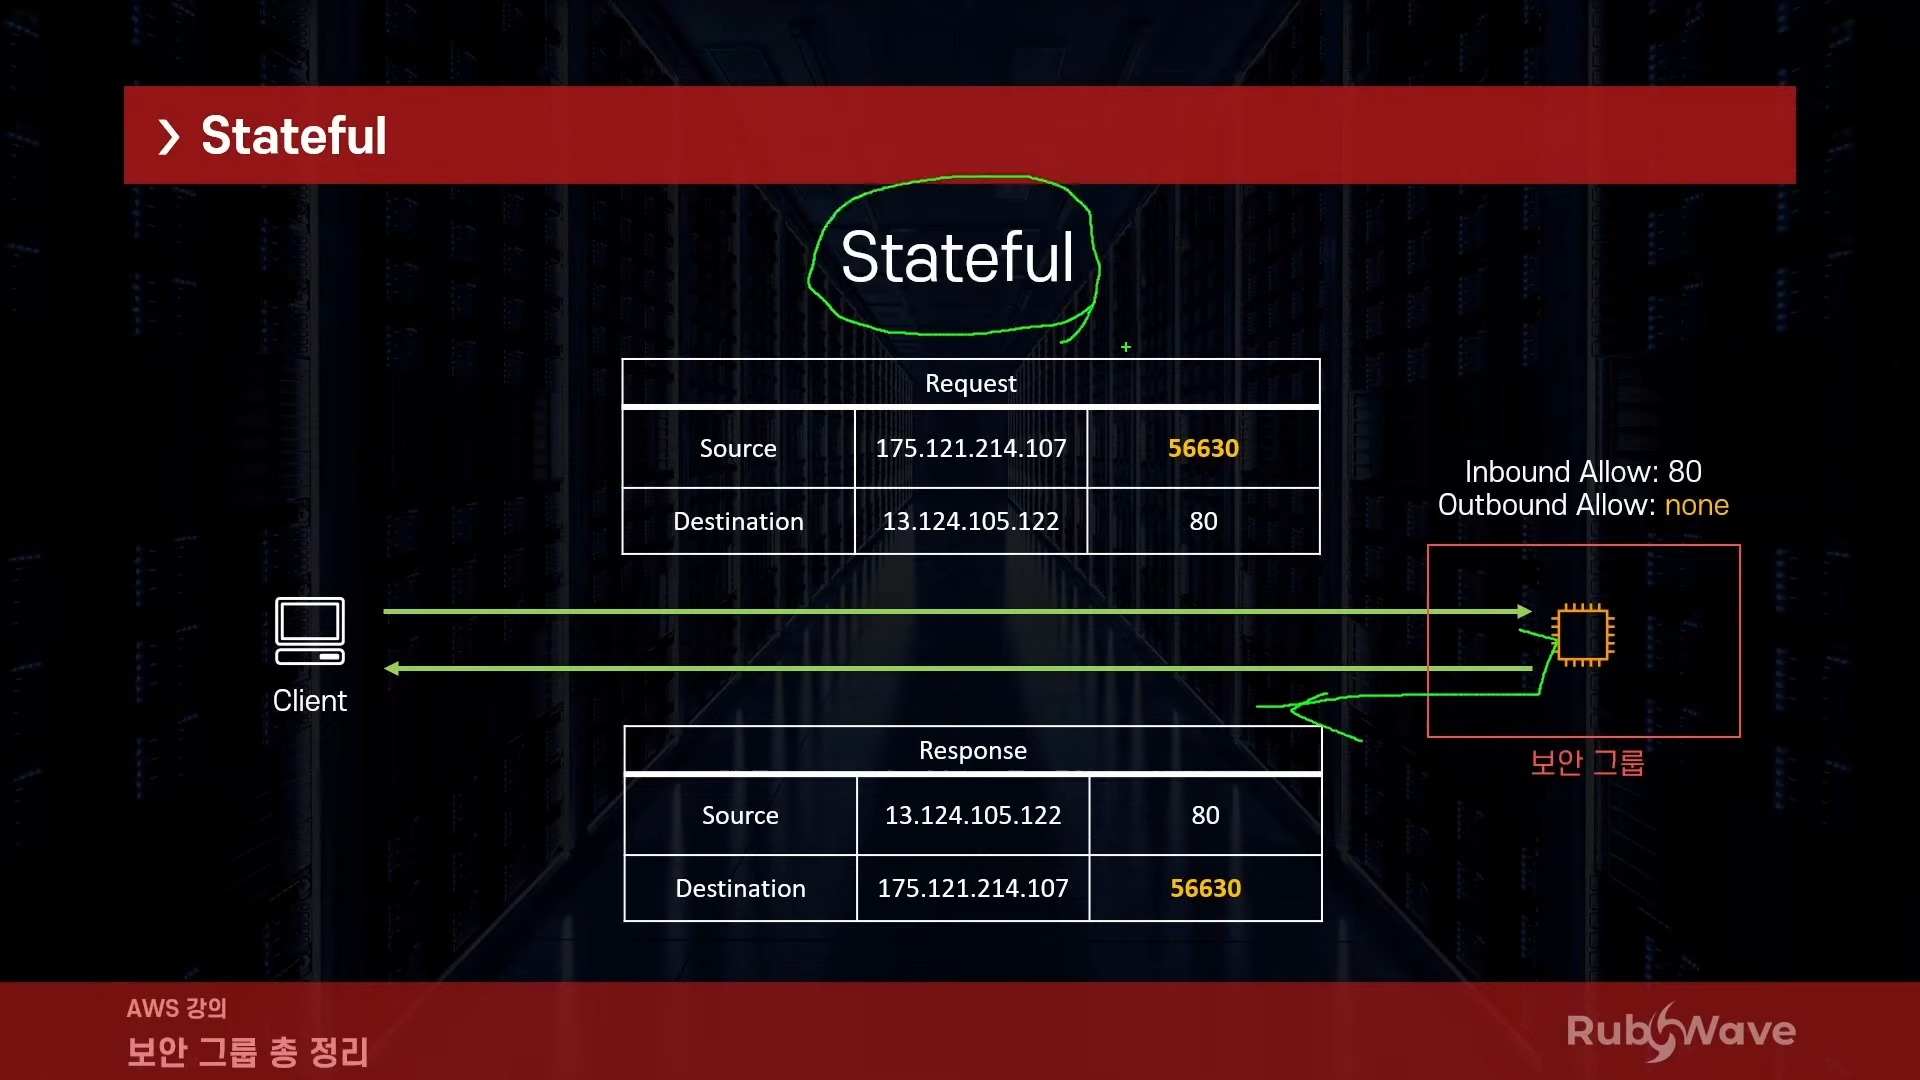 Stateful
Stateful
Request
Source 175.121.214.107 56630
Destination 13.124.105.122 80
Inbound Allow: 80
Outbound Allow: none
Client
보안 그룹
Response
Source 13.124.105.122 80
Destination 175.121.214.107 56630
AWS 강의
보안 그룹 총 정리
RubyWave